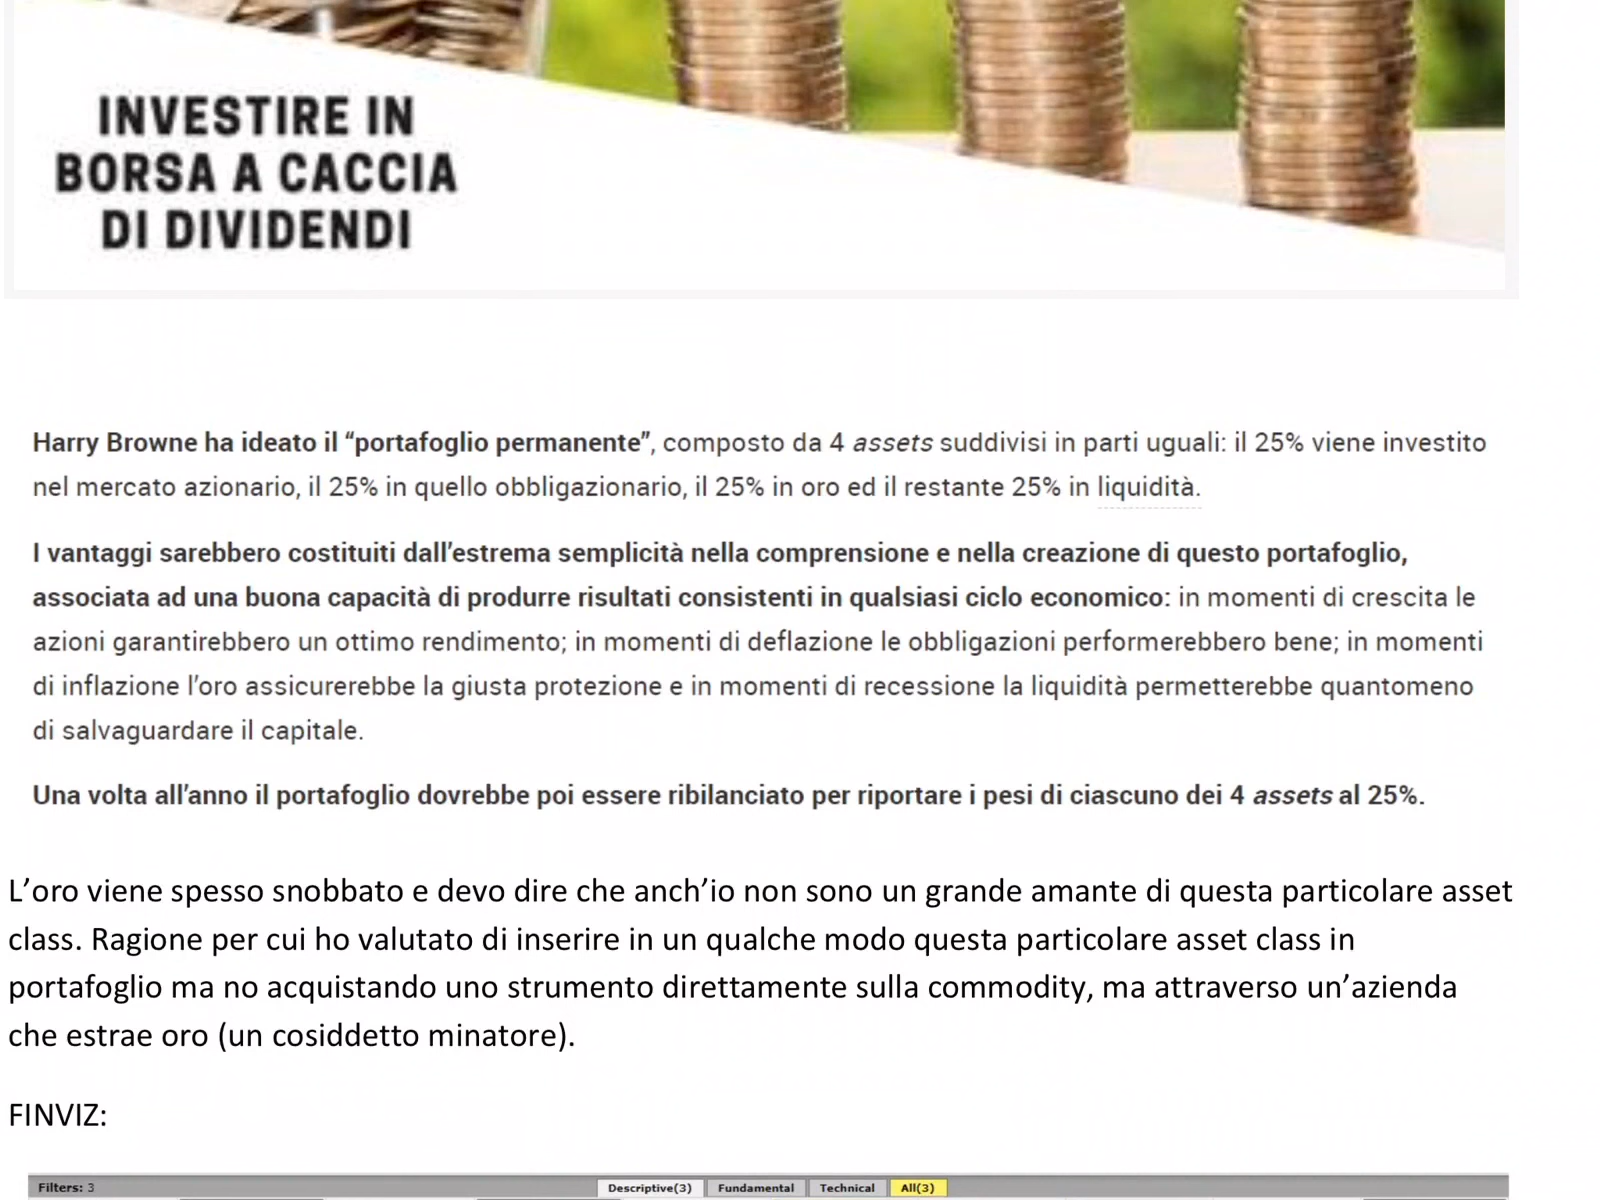 INVESTIRE IN
BORSA A CACCIA
DI DIVIDENDI
Harry Browne ha ideato il “portafoglio permanente”, composto da 4 assets suddivisi in parti uguali: il 25% viene investito
nel mercato azionario, il 25% in quello obbligazionario, il 25% in oro ed il restante 25% in liquidità.
I vantaggi sarebbero costituiti dall’estrema semplicità nella comprensione e nella creazione di questo portafoglio,
associata ad una buona capacità di produrre risultati consistenti in qualsiasi ciclo economico: in momenti di crescita le
azioni garantirebbero un ottimo rendimento; in momenti di deflazione le obbligazioni performerebbero bene; in momenti
di inflazione l’oro assicurerebbe la giusta protezione e in momenti di recessione la liquidità permetterebbe quantomeno
di salvaguardare il capitale.
Una volta all’anno il portafoglio dovrebbe poi essere ribilanciato per riportare i pesi di ciascuno dei 4 assets al 25%.
L’oro viene spesso snobbato e devo dire che anch’io non sono un grande amante di questa particolare asset
class. Ragione per cui ho valutato di inserire in un qualche modo questa particolare asset class in
portafoglio ma no acquistando uno strumento direttamente sulla commodity, ma attraverso un’azienda
che estrae oro (un cosiddetto minatore).
FINVIZ:
Filters: 3 Descriptive(3) Fundamental Technical All(3)